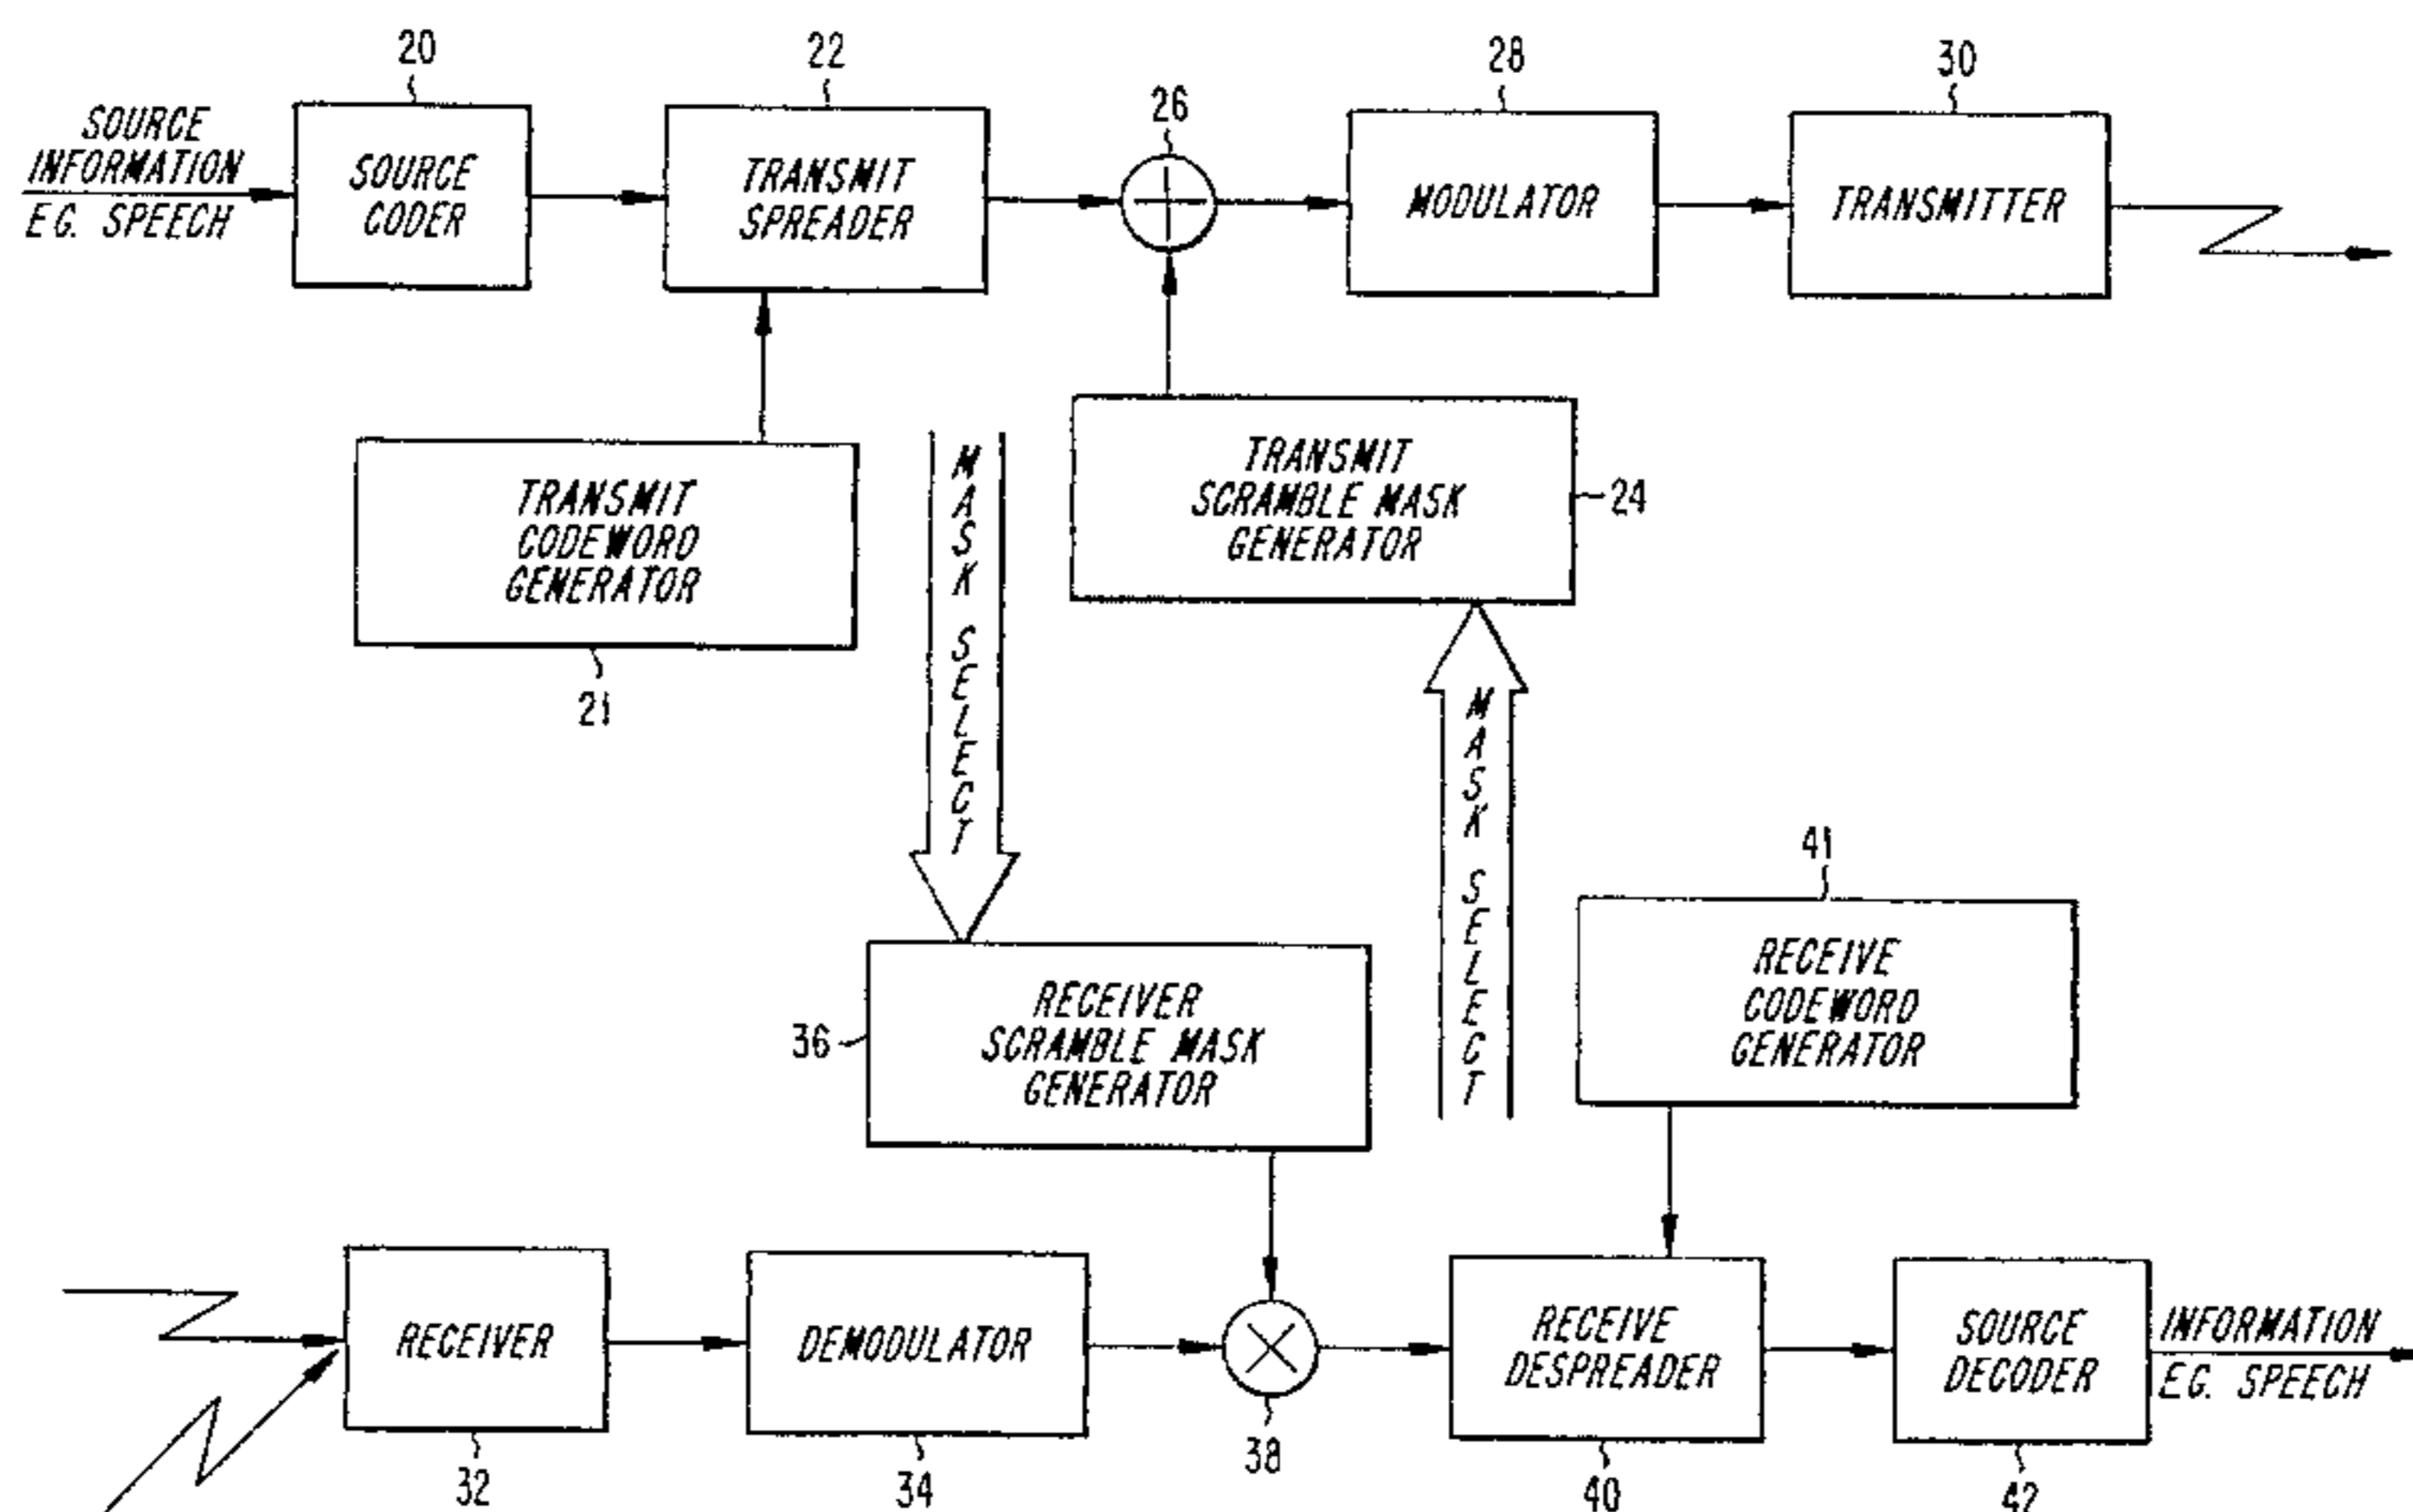 20
22
26
28
30
SOURCE
INFORMATION
E.G. SPEECH
SOURCE
CODER
TRANSMIT
SPREADER
MODULATOR
TRANSMITTER
TRANSMIT
CODEWORD
GENERATOR
21
MASK SELECT
TRANSMIT
SCRAMBLE MASK
GENERATOR
24
MASK SELECT
41
RECEIVE
CODEWORD
GENERATOR
36
RECEIVER
SCRAMBLE MASK
GENERATOR
RECEIVER
DEMODULATOR
RECEIVE
DESPREADER
SOURCE
DECODER
INFORMATION
E.G. SPEECH
32
34
38
40
42